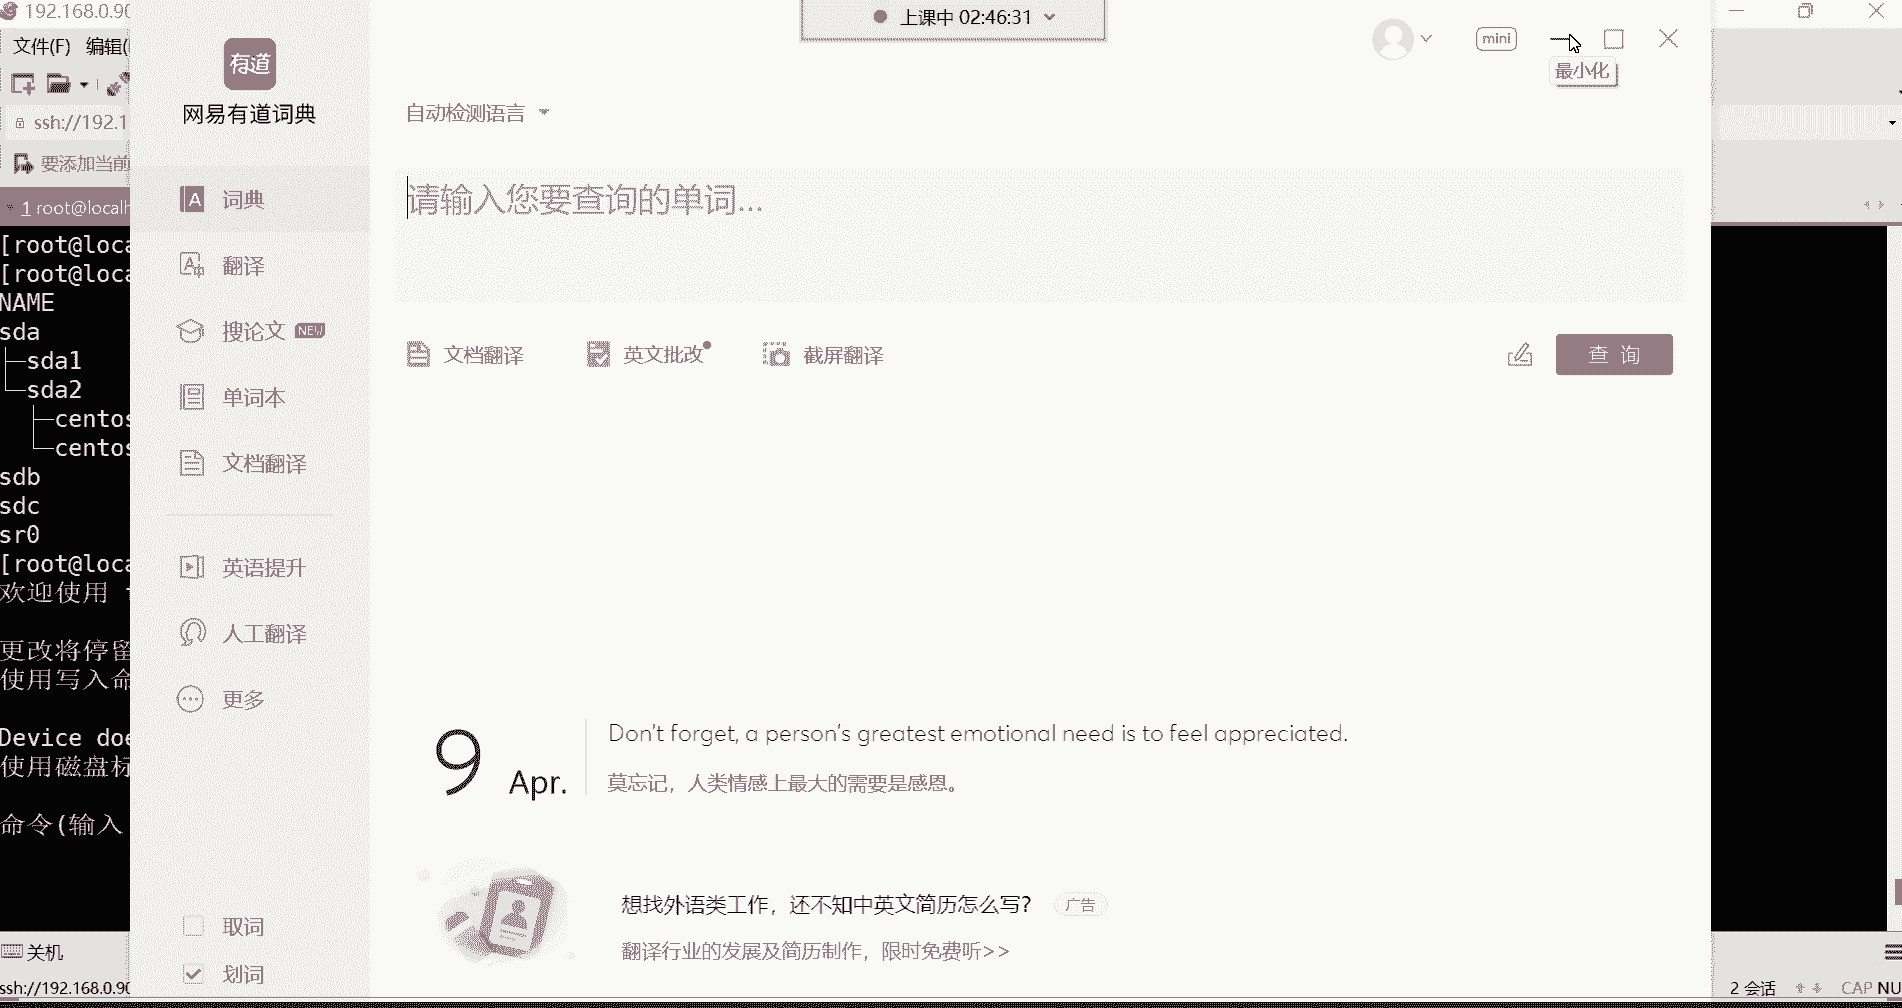 192.168.0.90
上课中 02:46:31
mini
最小化
文件(F) 编辑(
有道
网易有道词典
自动检测语言
ssh://192.1
要添加当前
词典
请输入您要查询的单词...
1 root@localh
翻译
搜论文 NEW
单词本
文档翻译
英语提升
人工翻译
更多
取词
划词
文档翻译
英文批改
截屏翻译
查 询
[root@loca
[root@loca
NAME
sda
├─sda1
└─sda2
├─centos
└─centos
sdb
sdc
sr0
[root@loca
欢迎使用
更改将停留
使用写入命
Device doe
使用磁盘标
命令(输入
9 Apr.
Don't forget, a person's greatest emotional need is to feel appreciated.
莫忘记，人类情感上最大的需要是感恩。
想找外语类工作，还不知中英文简历怎么写？ 广告
翻译行业的发展及简历制作，限时免费听>>
关机
ssh://192.168.0.90
2 会话
CAP NU